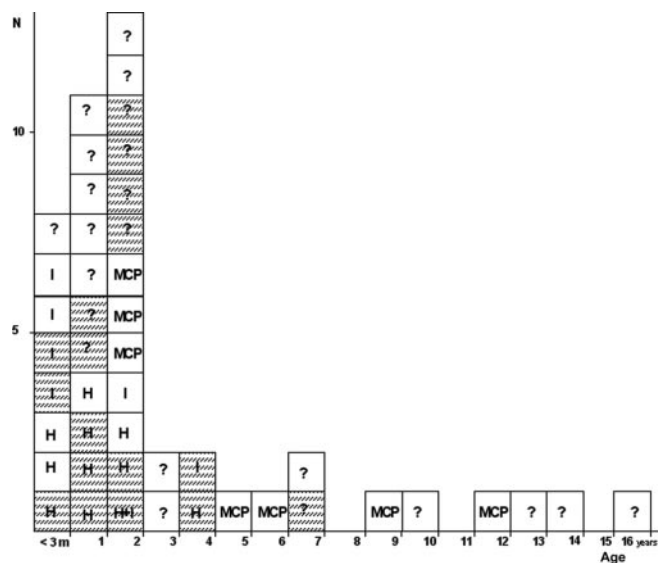 N
?
?
? ?
10
? ?
? ?
? ? ?
I ? MCP
I ? MCP
5
I ? MCP
I H I
H H H
H H H ? I ?
H H H+I ? H MCP MCP ? MCP ? MCP ? ? ?
< 3 m 1 2 3 4 5 6 7 8 9 10 11 12 13 14 15 16 years
Age